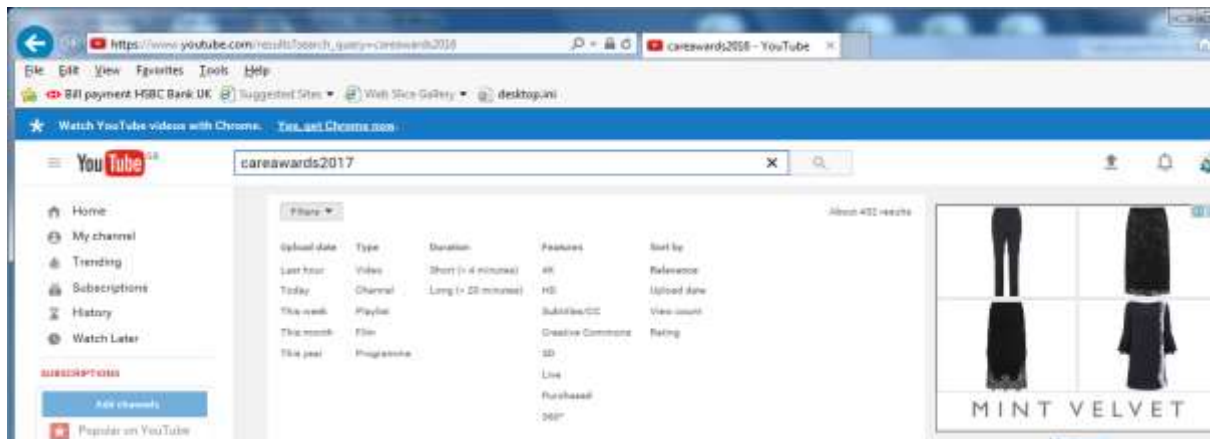 https://www.youtube.com/results?search_query=careawards2018
careawards2018 - YouTube
File Edit View Favorites Tools Help
Bill payment HSBC Bank UK Suggested Sites Web Slice Gallery desktop.ini
Watch YouTube videos with Chrome. Yes, get Chrome now.
YouTube GB careawards2017
Home
My channel
Trending
Subscriptions
History
Watch Later
SUBSCRIPTIONS
Add channels
Popular on YouTube
Filters About 432 results
Upload date Type Duration Features Sort by
Last hour Video Short (< 4 minutes) 4K Relevance
Today Channel Long (> 20 minutes) HD Upload date
This week Playlist Subtitles/CC View count
This month Film Creative Commons Rating
This year Programme 3D
Live
Purchased
360°
MINT VELVET